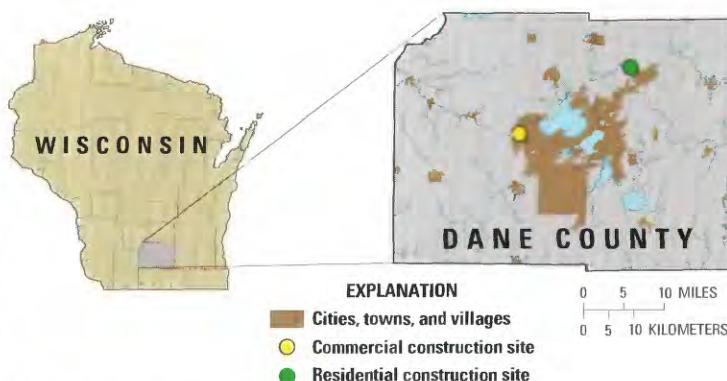 WISCONSIN
DANE COUNTY
EXPLANATION
Cities, towns, and villages
Commercial construction site
Residential construction site
0 5 10 MILES
0 5 10 KILOMETERS